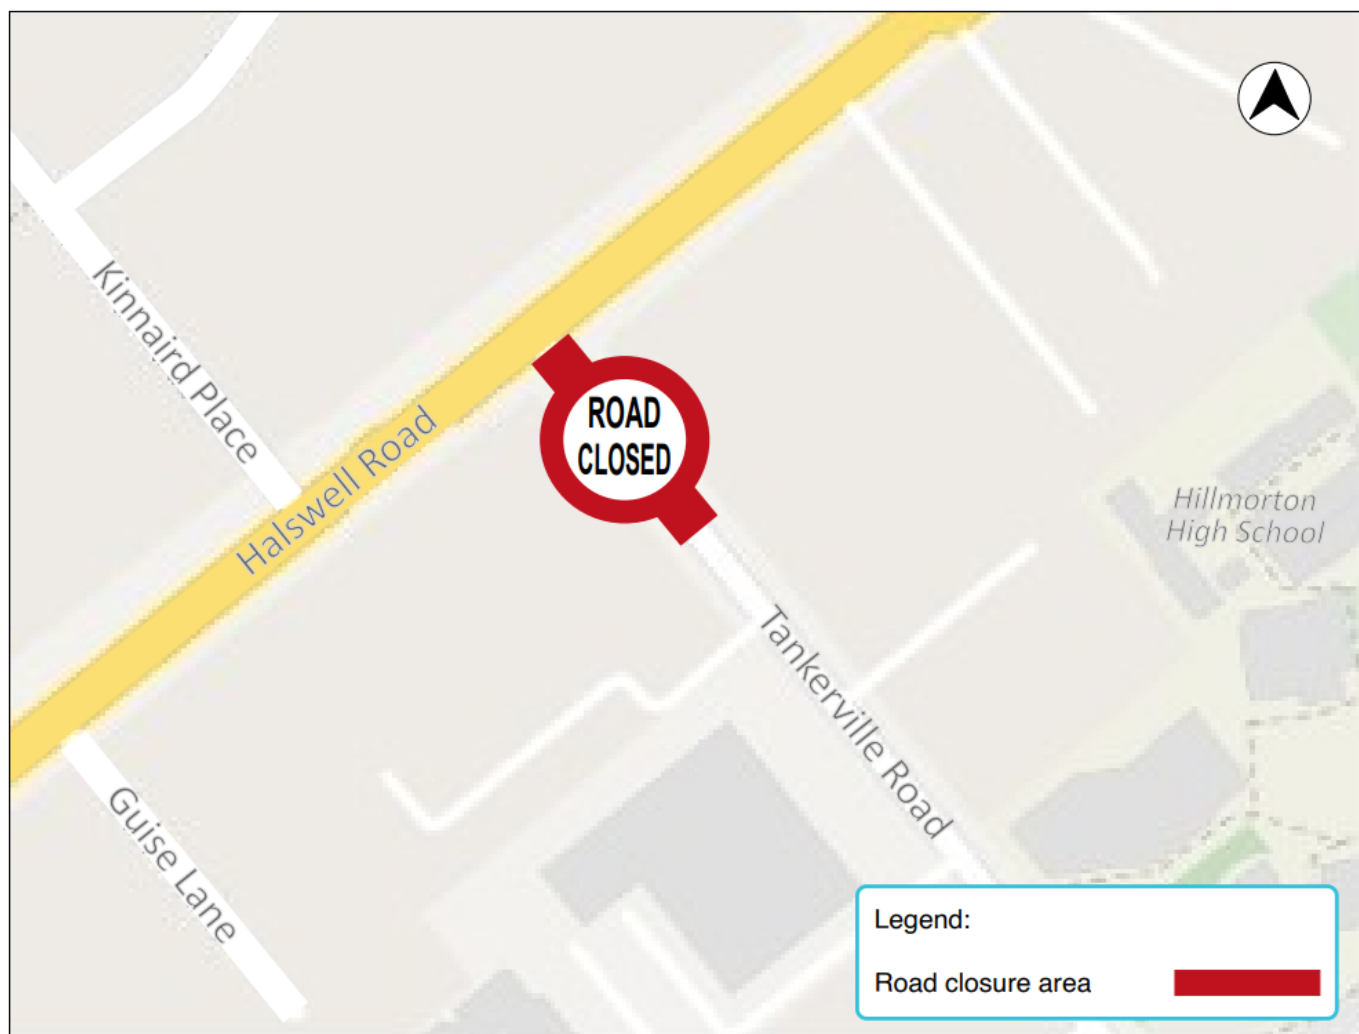 Kinnaird Place
Halswell Road
ROAD
CLOSED
Hillmorton
High School
Tankerville Road
Guise Lane
Legend:
Road closure area